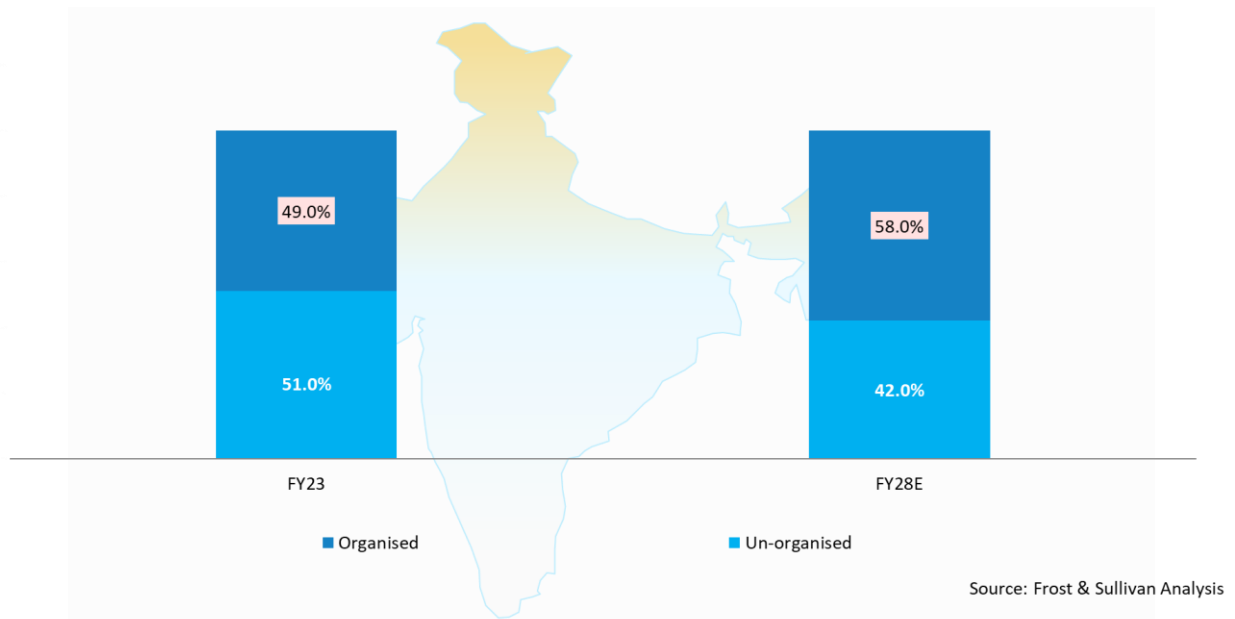 49.0%
58.0%
51.0%
42.0%
FY23
FY28E
Organised
Un-organised
Source: Frost & Sullivan Analysis